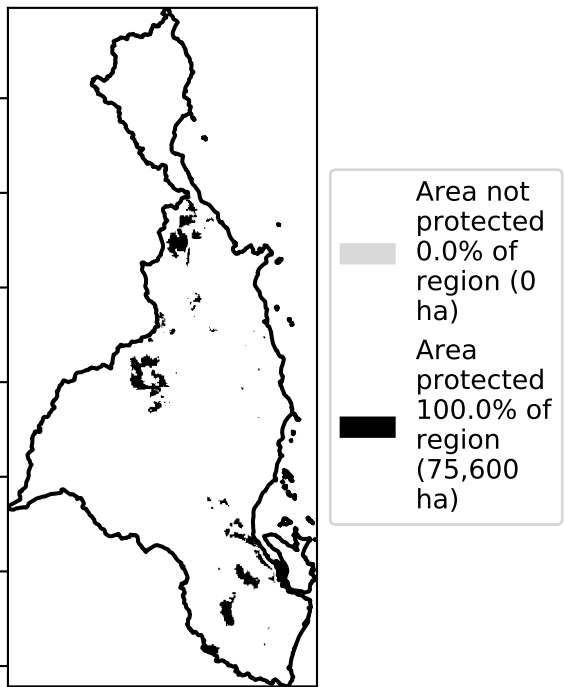 Area not
protected
0.0% of
region (0
ha)
Area
protected
100.0% of
region
(75,600
ha)